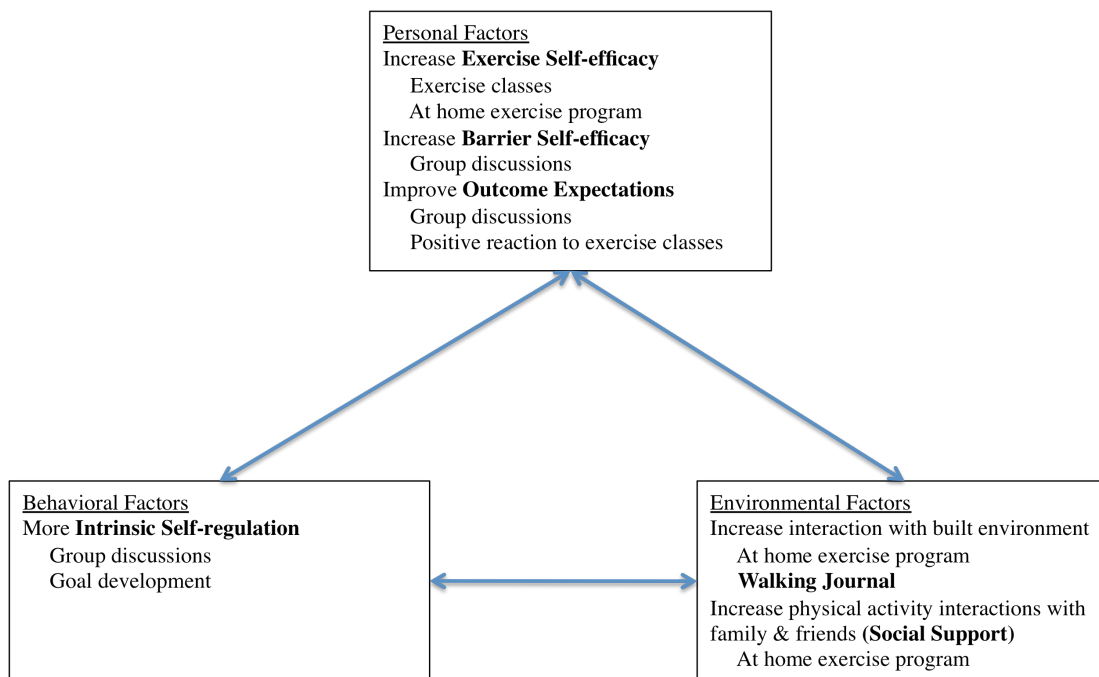 Personal Factors
Increase Exercise Self-efficacy
Exercise classes
At home exercise program
Increase Barrier Self-efficacy
Group discussions
Improve Outcome Expectations
Group discussions
Positive reaction to exercise classes
Behavioral Factors
More Intrinsic Self-regulation
Group discussions
Goal development
Environmental Factors
Increase interaction with built environment
At home exercise program
Walking Journal
Increase physical activity interactions with
family & friends (Social Support)
At home exercise program